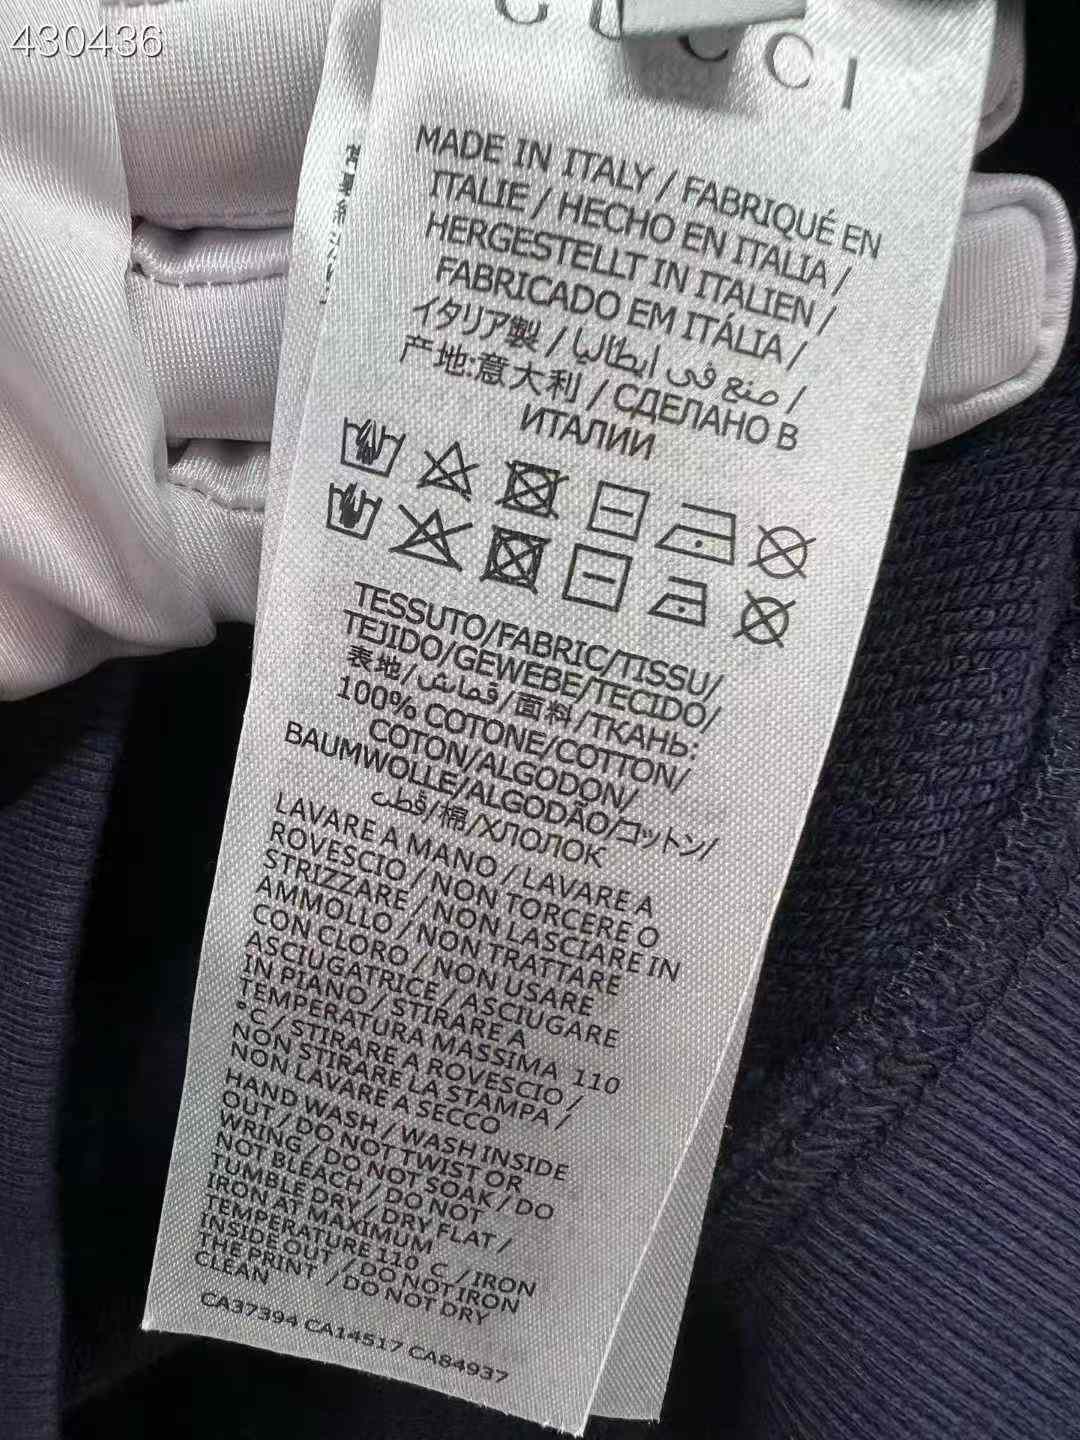 430436
GUCCI
MADE IN ITALY / FABRIQUÉ EN
ITALIE / HECHO EN ITALIA /
HERGESTELLT IN ITALIEN /
FABRICADO EM ITÁLIA /
イタリア製 / صنع في إيطاليا /
产地:意大利 / СДЕЛАНО В
ИТАЛИИ
TESSUTO/FABRIC/TISSU/
TEJIDO/GEWEBE/TECIDO/
表地/قماش/面料/ТКАНЬ:
100% COTONE/COTTON/
COTON/ALGODON/
BAUMWOLLE/ALGODÃO/コットン/
قطن/棉/ХЛОПОК
LAVARE A MANO / LAVARE A
ROVESCIO / NON TORCERE O
STRIZZARE / NON LASCIARE IN
AMMOLLO / NON TRATTARE
CON CLORO / NON USARE
ASCIUGATRICE / ASCIUGARE
IN PIANO / STIRARE A
TEMPERATURA MASSIMA 110
°C / STIRARE A ROVESCIO /
NON STIRARE LA STAMPA /
NON LAVARE A SECCO
HAND WASH / WASH INSIDE
OUT / DO NOT TWIST OR
WRING / DO NOT SOAK / DO
NOT BLEACH / DO NOT
TUMBLE DRY / DRY FLAT /
IRON AT MAXIMUM
TEMPERATURE 110 C / IRON
INSIDE OUT / DO NOT IRON
THE PRINT / DO NOT DRY
CLEAN
CA37394 CA14517 CA84937